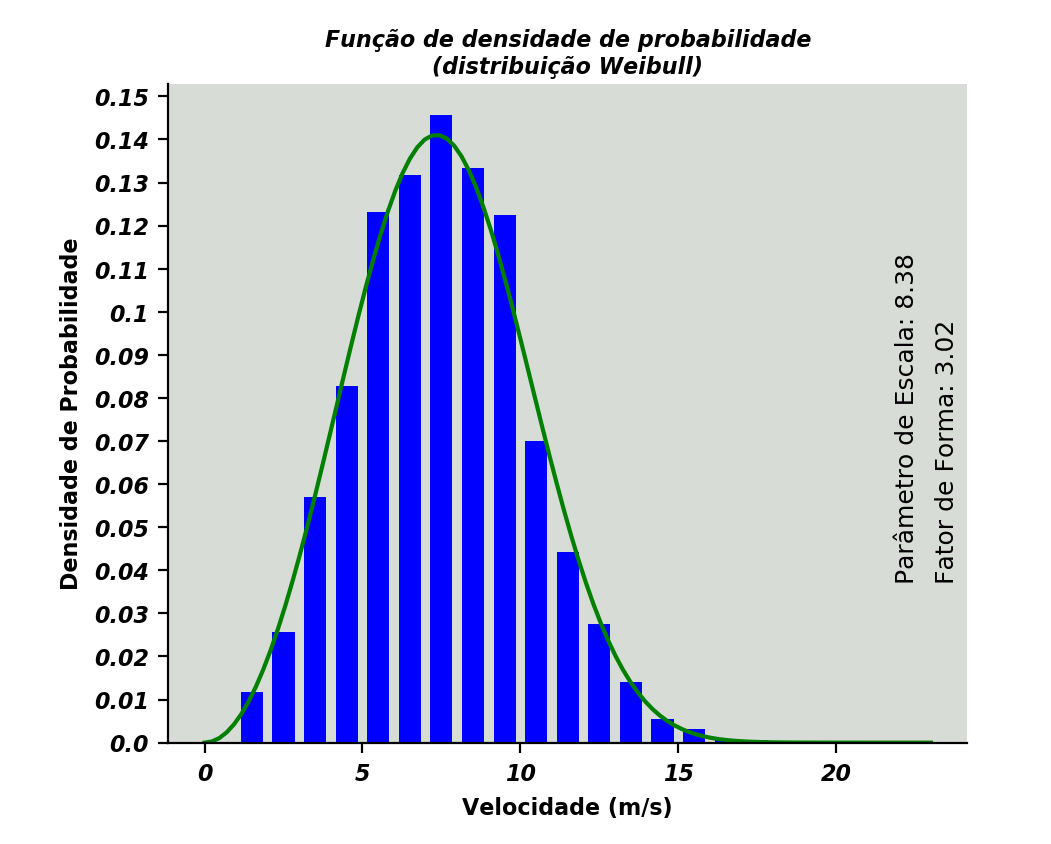 Função de densidade de probabilidade
(distribuição Weibull)
0.15
0.14
0.13
0.12
0.11
0.1
0.09
0.08
0.07
0.06
0.05
0.04
0.03
0.02
0.01
0.0
Densidade de Probabilidade
0 5 10 15 20
Velocidade (m/s)
Parâmetro de Escala: 8.38
Fator de Forma: 3.02